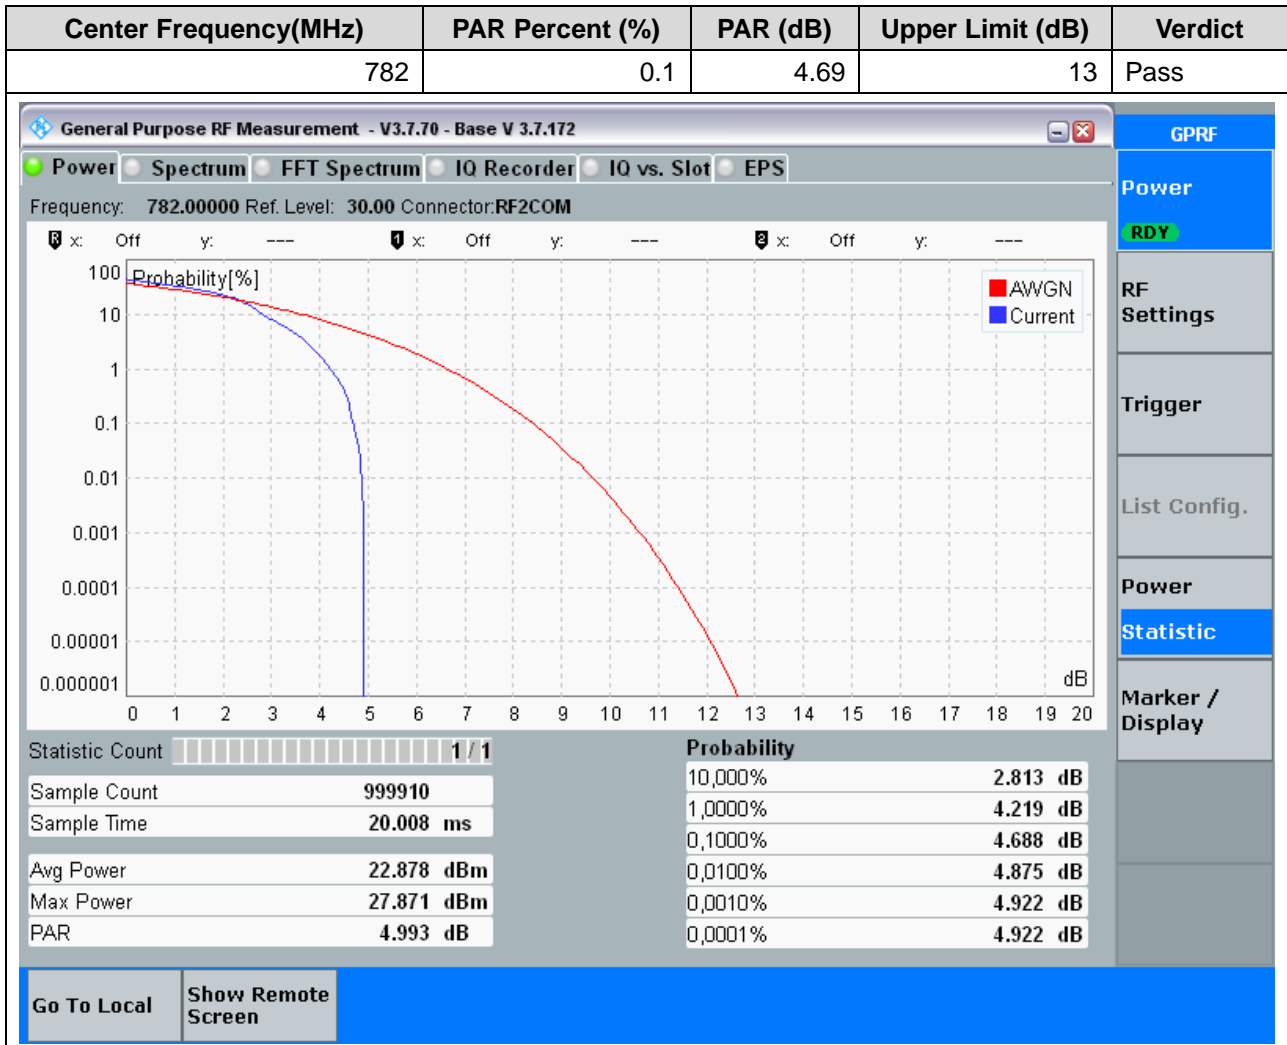 Center Frequency(MHz) PAR Percent (%) PAR (dB) Upper Limit (dB) Verdict
782 0.1 4.69 13 Pass
General Purpose RF Measurement - V3.7.70 - Base V 3.7.172
GPRF
Power Spectrum FFT Spectrum IQ Recorder IQ vs. Slot EPS
Power
RDY
Frequency: 782.00000 Ref. Level: 30.00 Connector:RF2COM
R x: Off y: --- 1 x: Off y: --- 2 x: Off y: ---
Probability[%]
AWGN
Current
100
10
1
0.1
0.01
0.001
0.0001
0.00001
0.000001
dB
0 1 2 3 4 5 6 7 8 9 10 11 12 13 14 15 16 17 18 19 20
RF
Settings
Trigger
List Config.
Power
Statistic
Marker /
Display
Statistic Count 1 / 1
Sample Count 999910
Sample Time 20.008 ms
Avg Power 22.878 dBm
Max Power 27.871 dBm
PAR 4.993 dB
Probability
10,000% 2.813 dB
1,0000% 4.219 dB
0,1000% 4.688 dB
0,0100% 4.875 dB
0,0010% 4.922 dB
0,0001% 4.922 dB
Go To Local
Show Remote
Screen